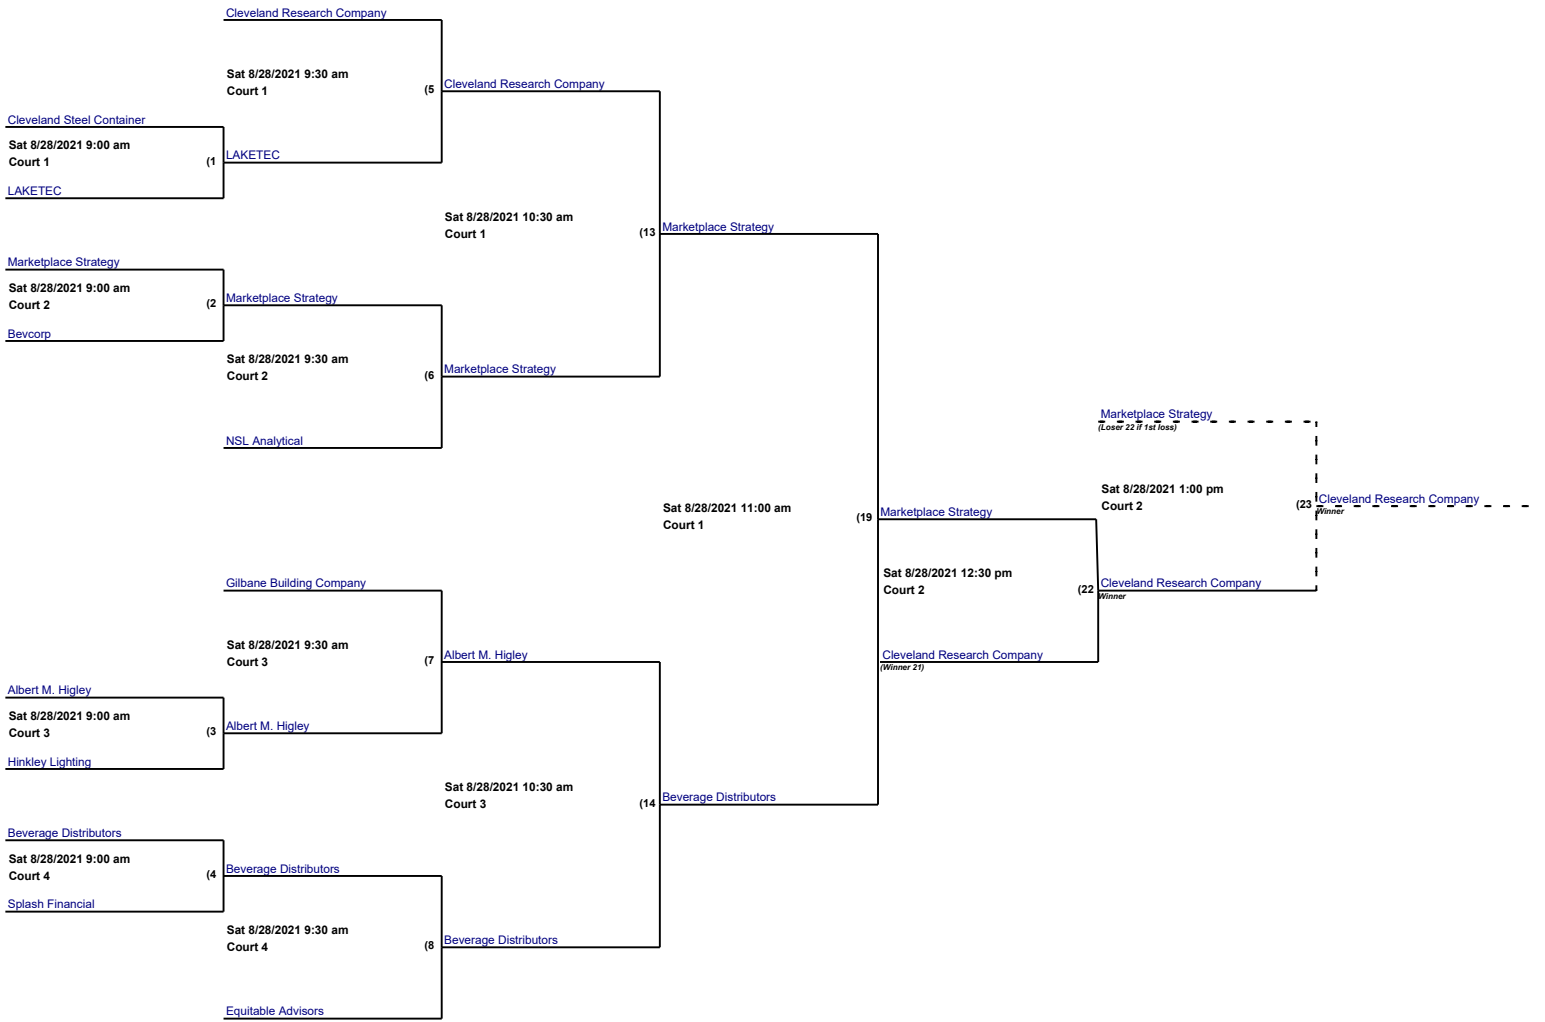 Cleveland Research Company
Sat 8/28/2021 9:30 am
Court 1
(5
Cleveland Research Company
Cleveland Steel Container
Sat 8/28/2021 9:00 am
Court 1
(1
LAKETEC
LAKETEC
Sat 8/28/2021 10:30 am
Court 1
(13
Marketplace Strategy
Marketplace Strategy
Sat 8/28/2021 9:00 am
Court 2
(2
Marketplace Strategy
Bevcorp
Sat 8/28/2021 9:30 am
Court 2
(6
Marketplace Strategy
NSL Analytical
Marketplace Strategy
(Loser 22 if 1st loss)
Sat 8/28/2021 1:00 pm
Court 2
(23
Cleveland Research Company
Winner
Sat 8/28/2021 11:00 am
Court 1
(19
Marketplace Strategy
Sat 8/28/2021 12:30 pm
Court 2
(22
Cleveland Research Company
Winner
Cleveland Research Company
(Winner 21)
Gilbane Building Company
Sat 8/28/2021 9:30 am
Court 3
(7
Albert M. Higley
Albert M. Higley
Sat 8/28/2021 9:00 am
Court 3
(3
Albert M. Higley
Hinkley Lighting
Sat 8/28/2021 10:30 am
Court 3
(14
Beverage Distributors
Beverage Distributors
Sat 8/28/2021 9:00 am
Court 4
(4
Beverage Distributors
Splash Financial
Sat 8/28/2021 9:30 am
Court 4
(8
Beverage Distributors
Equitable Advisors